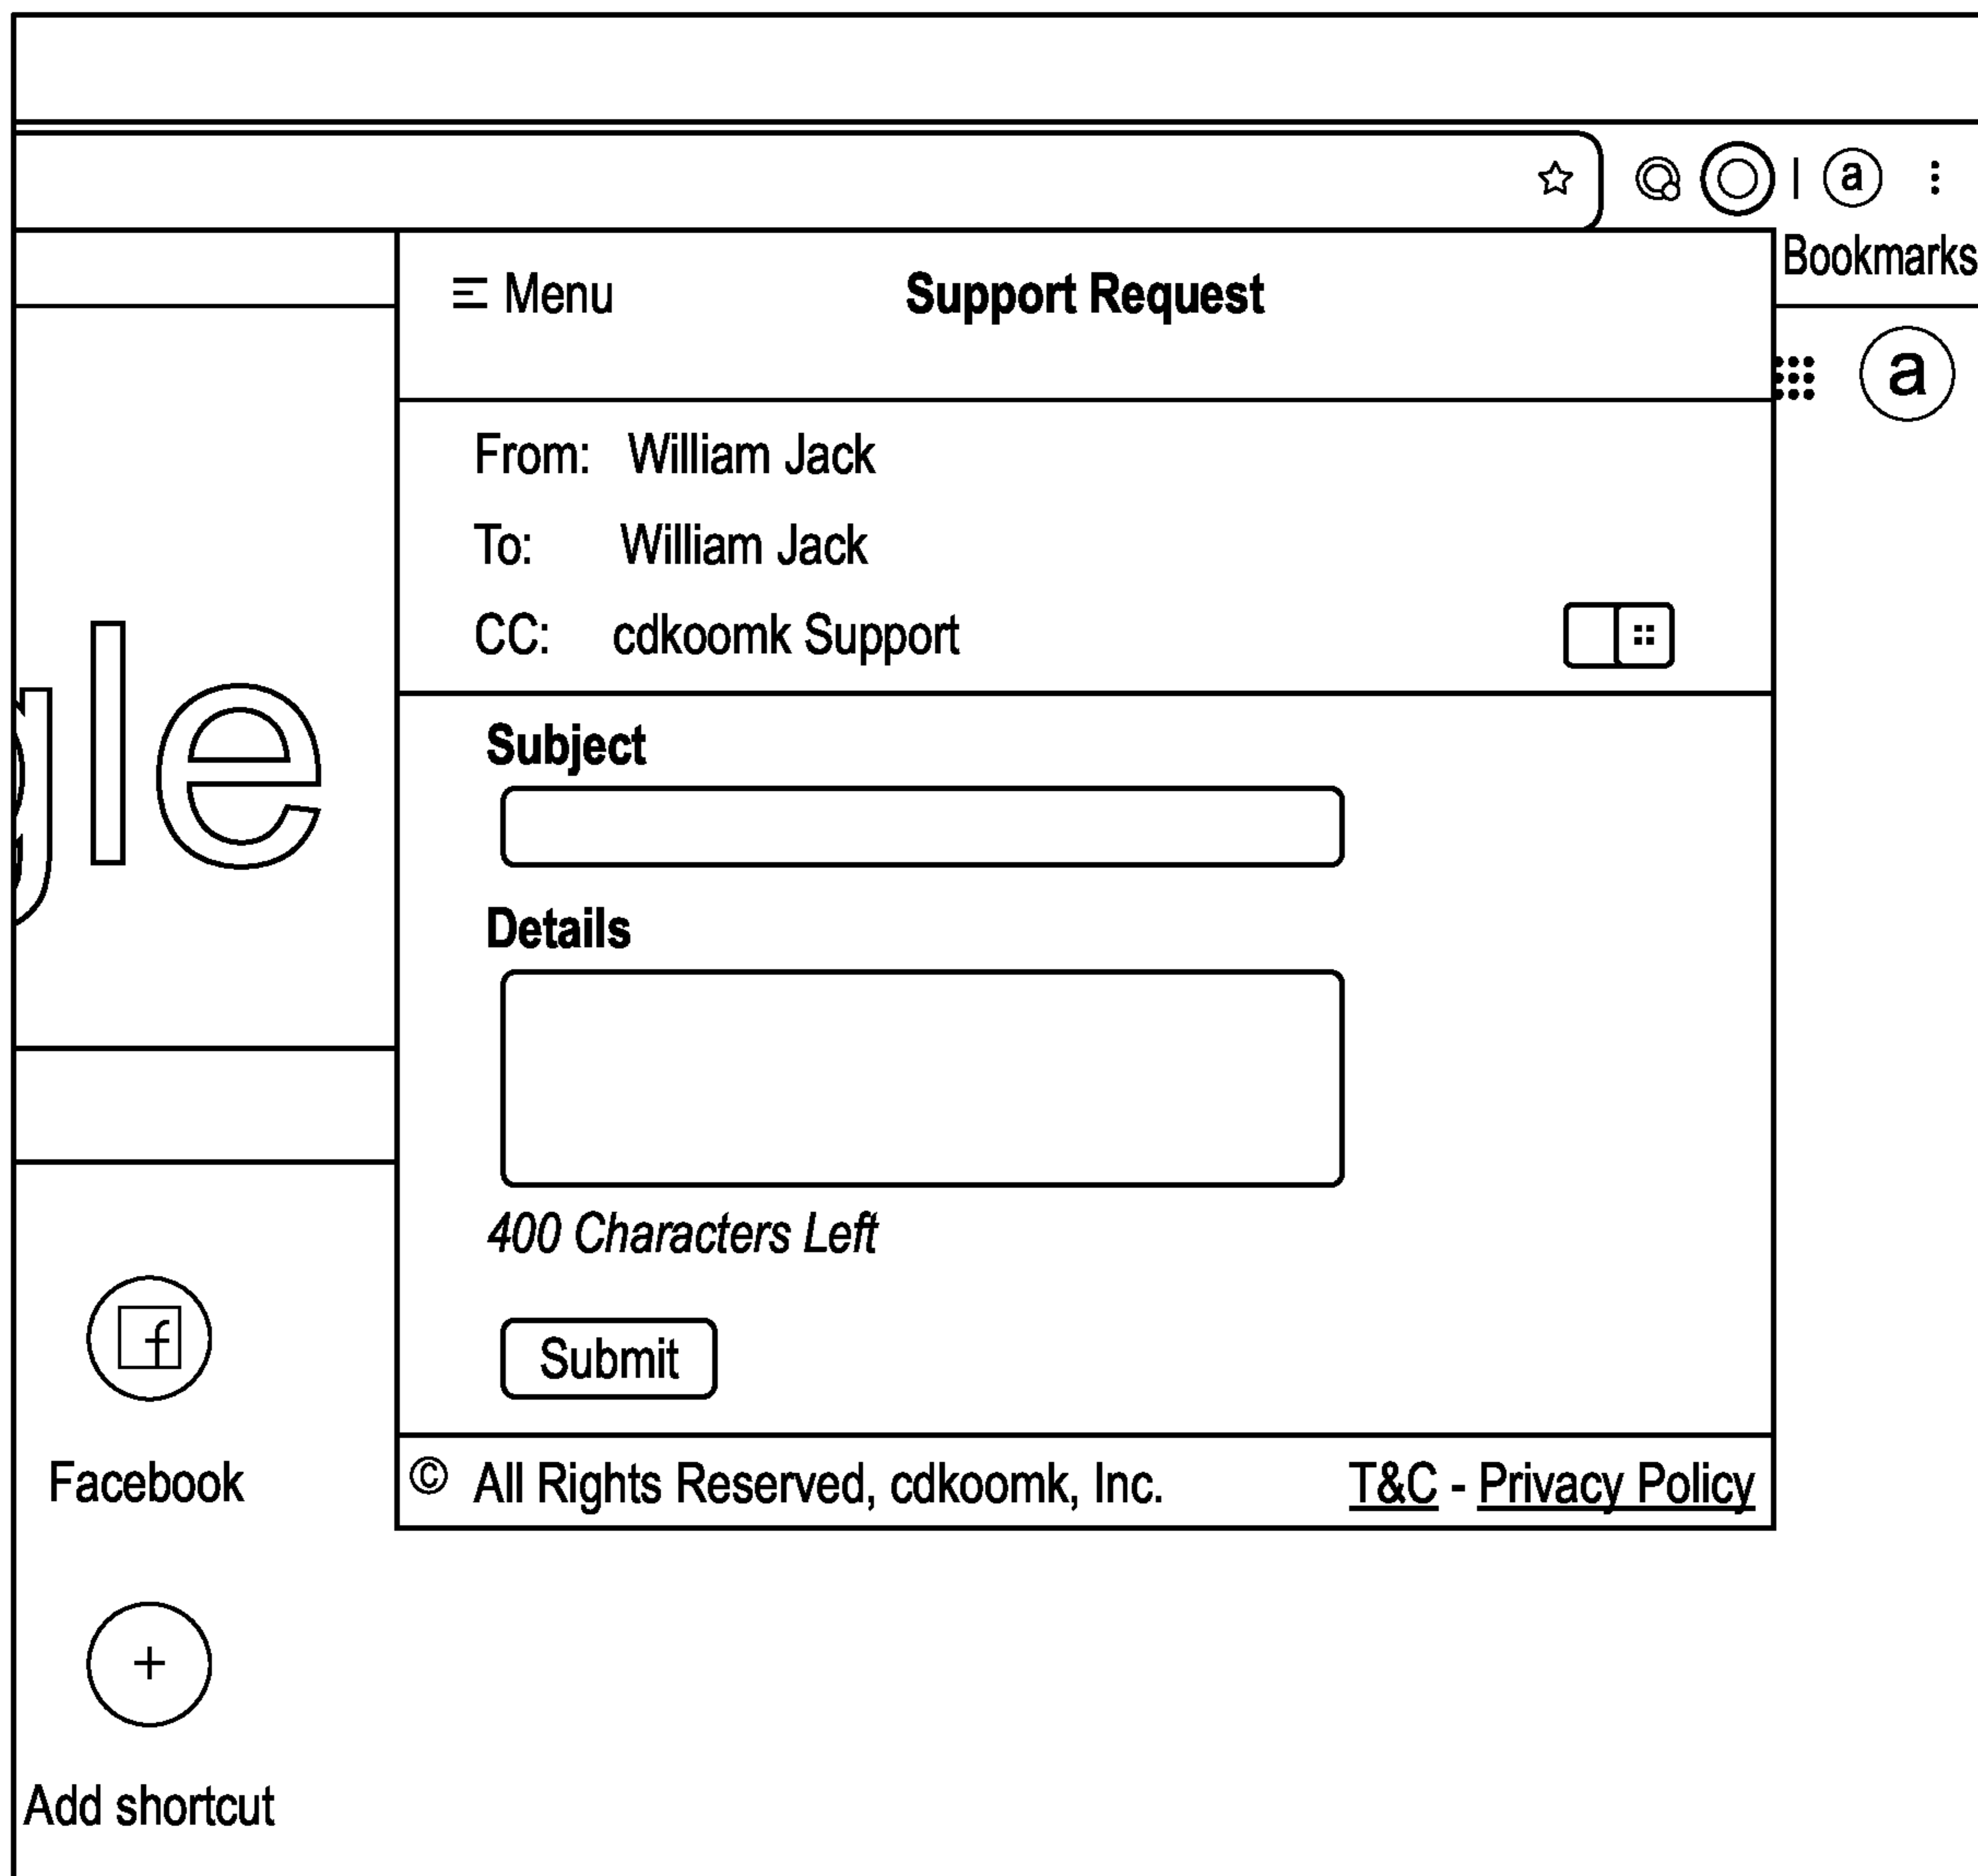 a
Bookmarks
Menu
Support Request
a
From: William Jack
To: William Jack
CC: cdkoomk Support
gle
Subject
Details
400 Characters Left
Submit
f
Facebook
© All Rights Reserved, cdkoomk, Inc.
T&C - Privacy Policy
+
Add shortcut